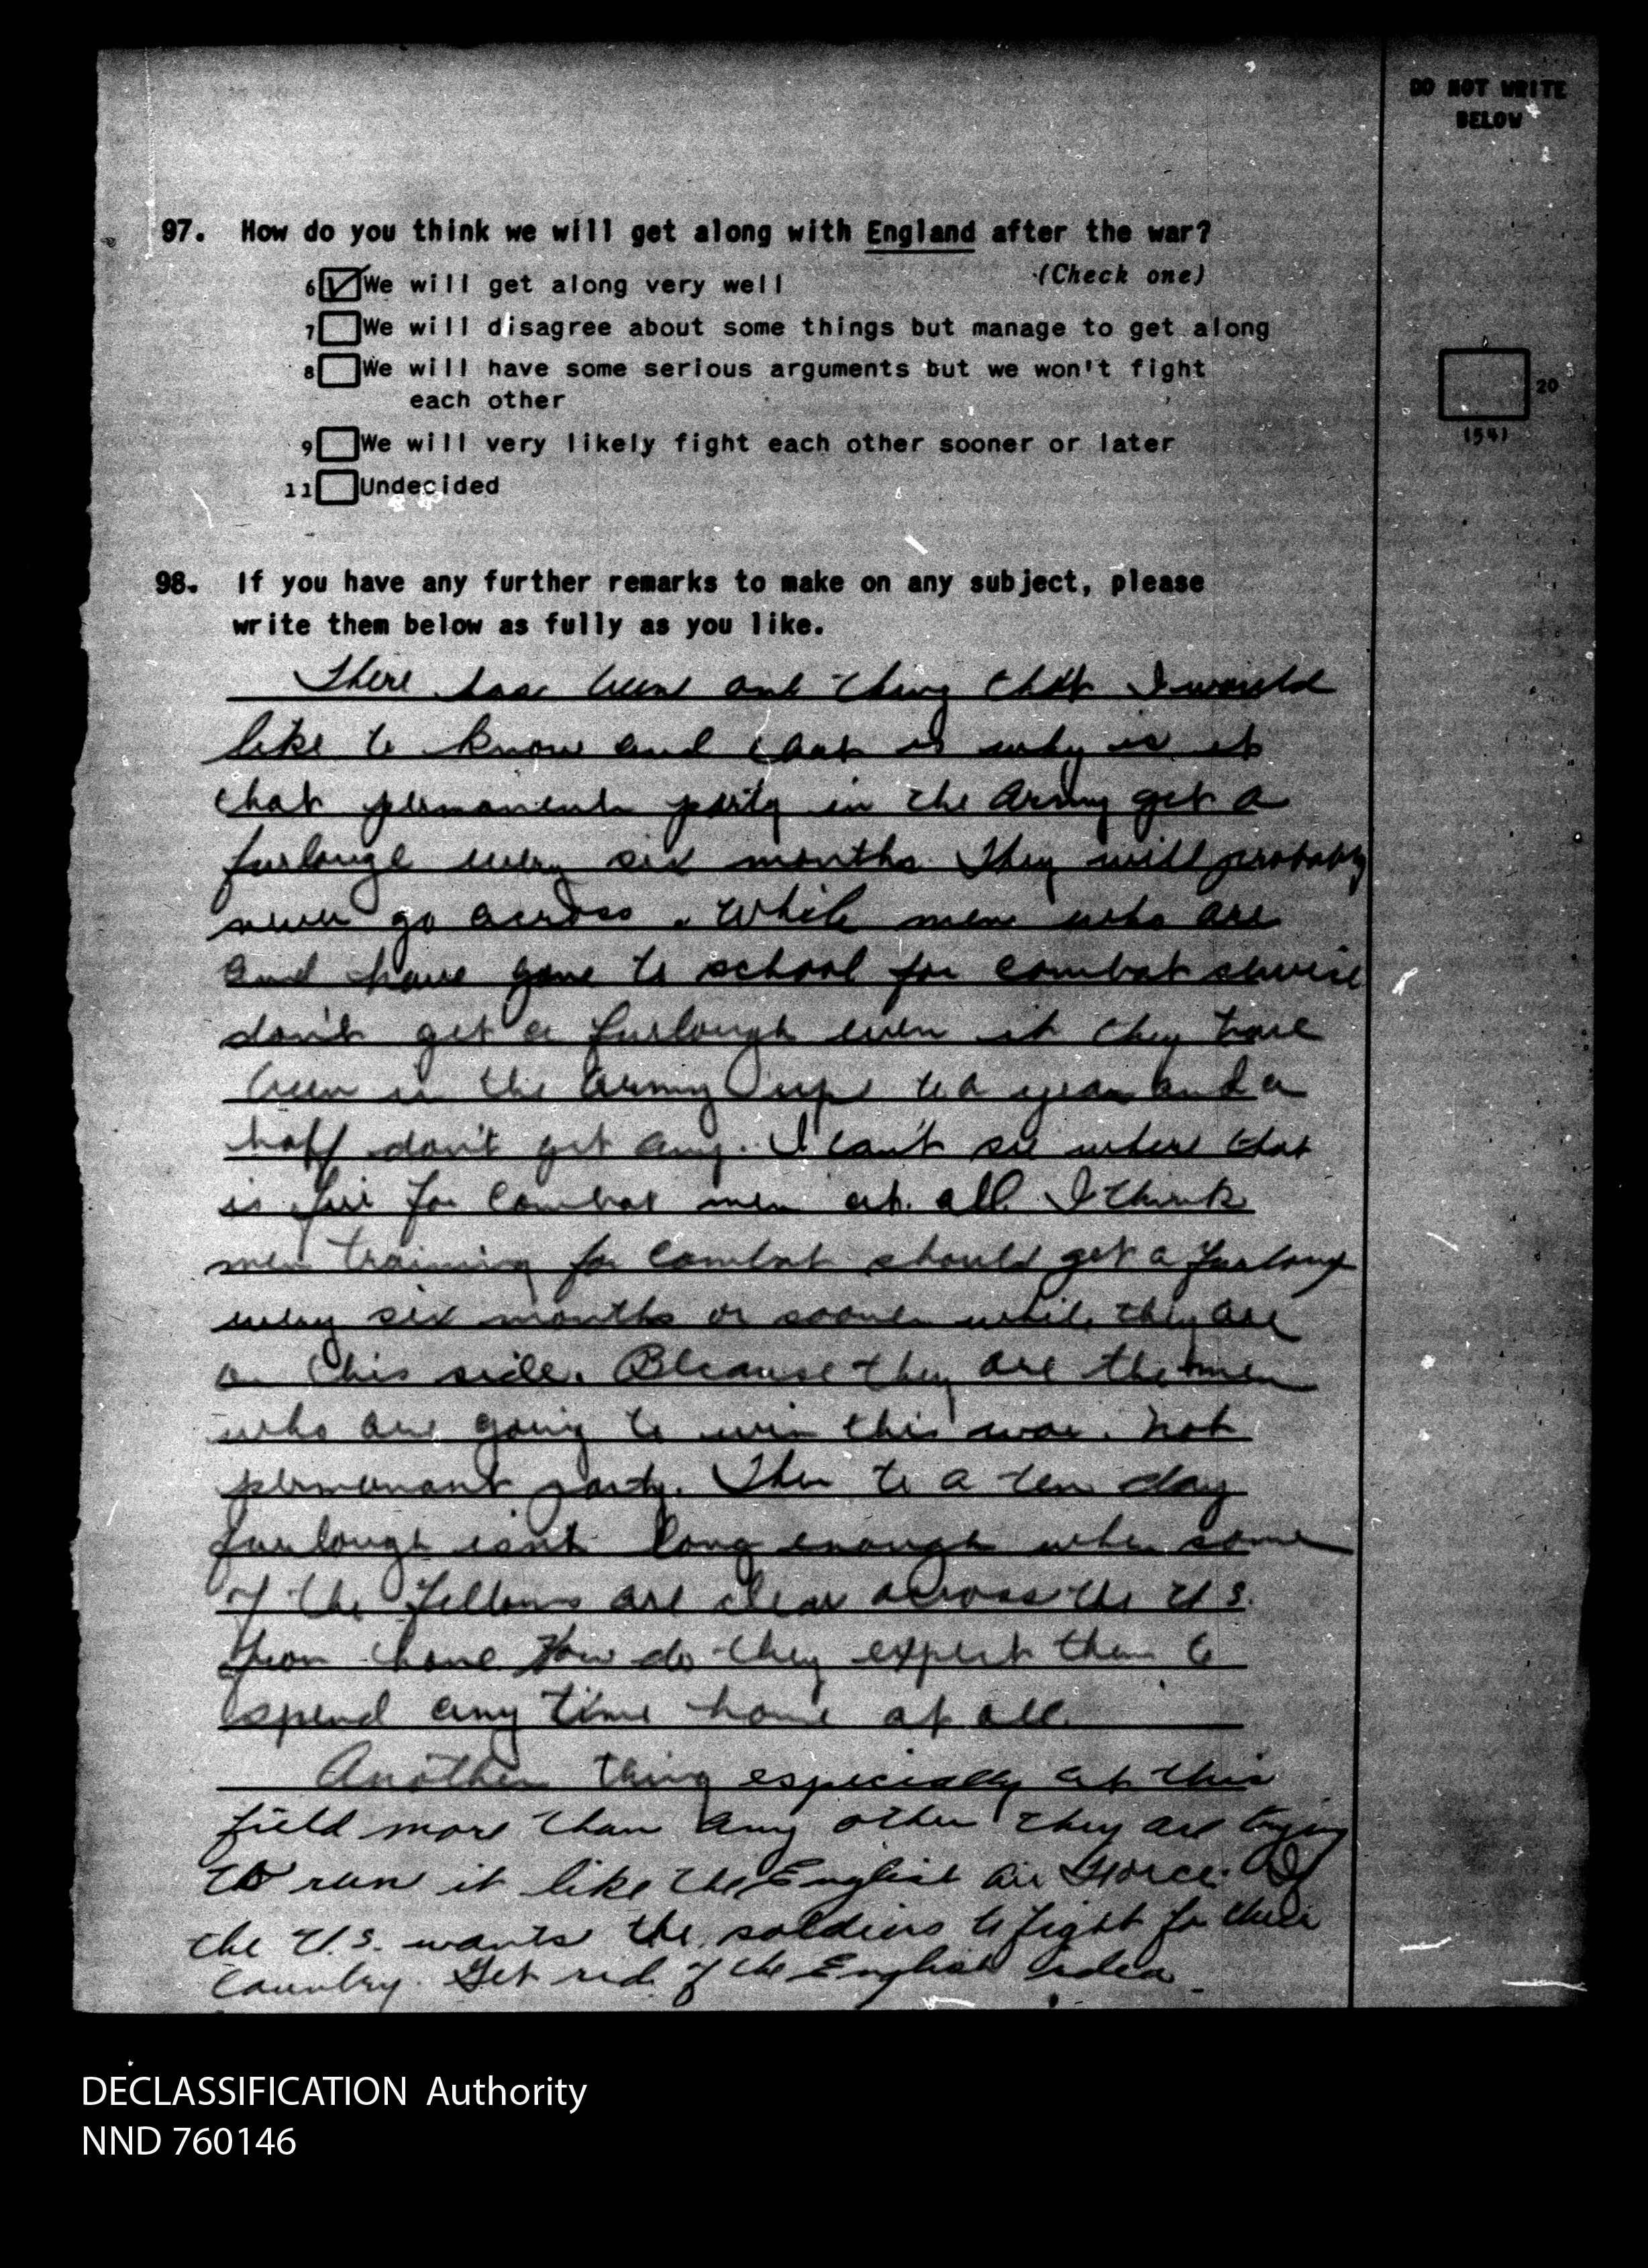 DO NOT WRITE
BELOW
97. How do you think we will get along with England after the war?
(Check one)
6 We will get along very well
7 We will disagree about some things but manage to get along
8 We will have some serious arguments but we won't fight
each other
9 We will very likely fight each other sooner or later
11 Undecided
20
(54)
98. If you have any further remarks to make on any subject, please
write them below as fully as you like.
There has been one thing that I would
like to know and that is why is it
that permanent party in the Army get a
furlouge every six months. They will probably
never go across. While men who are
and have gone to school for combat service
don't get a furlough even it they have
been in the Army up to a year and a
half don't get any. I can't see where that
is fair for combat men at all. I think
men training for combat should get a furlong
every six months or sooner while they are
on this side. Because they are the men
who are going to win this war. Not
permanant party. Then to a ten day
furlough isn't long enough when some
of the fellows are clear across the U.S.
from home. How do they expect them to
spend any time home at all.
Another thing especially at this
field more than any other they are trying
to run it like the English Air Force. If
the U.S. wants the soldiers to fight for their
country. Get rid of the English idea.
DECLASSIFICATION Authority
NND 760146